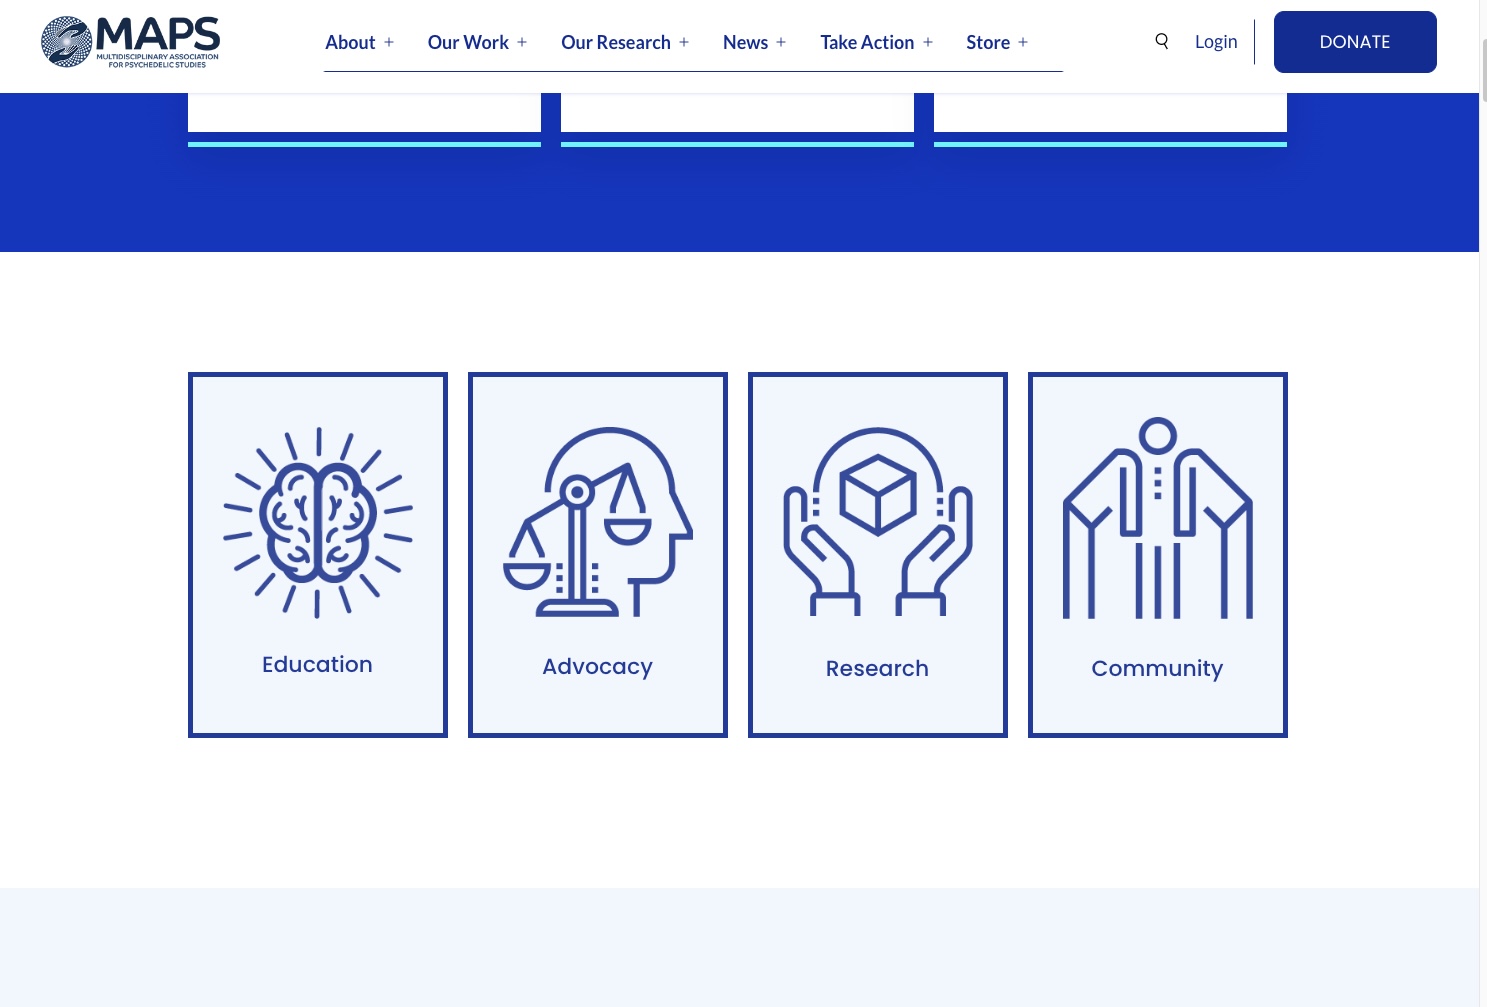 MAPS
MULTIDISCIPLINARY ASSOCIATION
FOR PSYCHEDELIC STUDIES
About + Our Work + Our Research + News + Take Action + Store +
Login
DONATE
Education
Advocacy
Research
Community